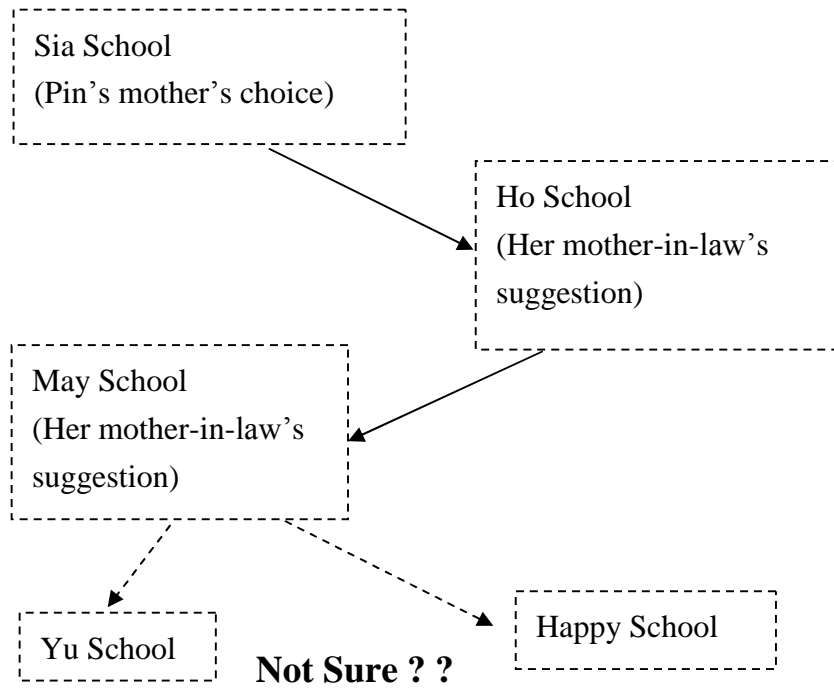 Sia School
(Pin’s mother’s choice)
Ho School
(Her mother-in-law’s
suggestion)
May School
(Her mother-in-law’s
suggestion)
Yu School
Not Sure ? ?
Happy School